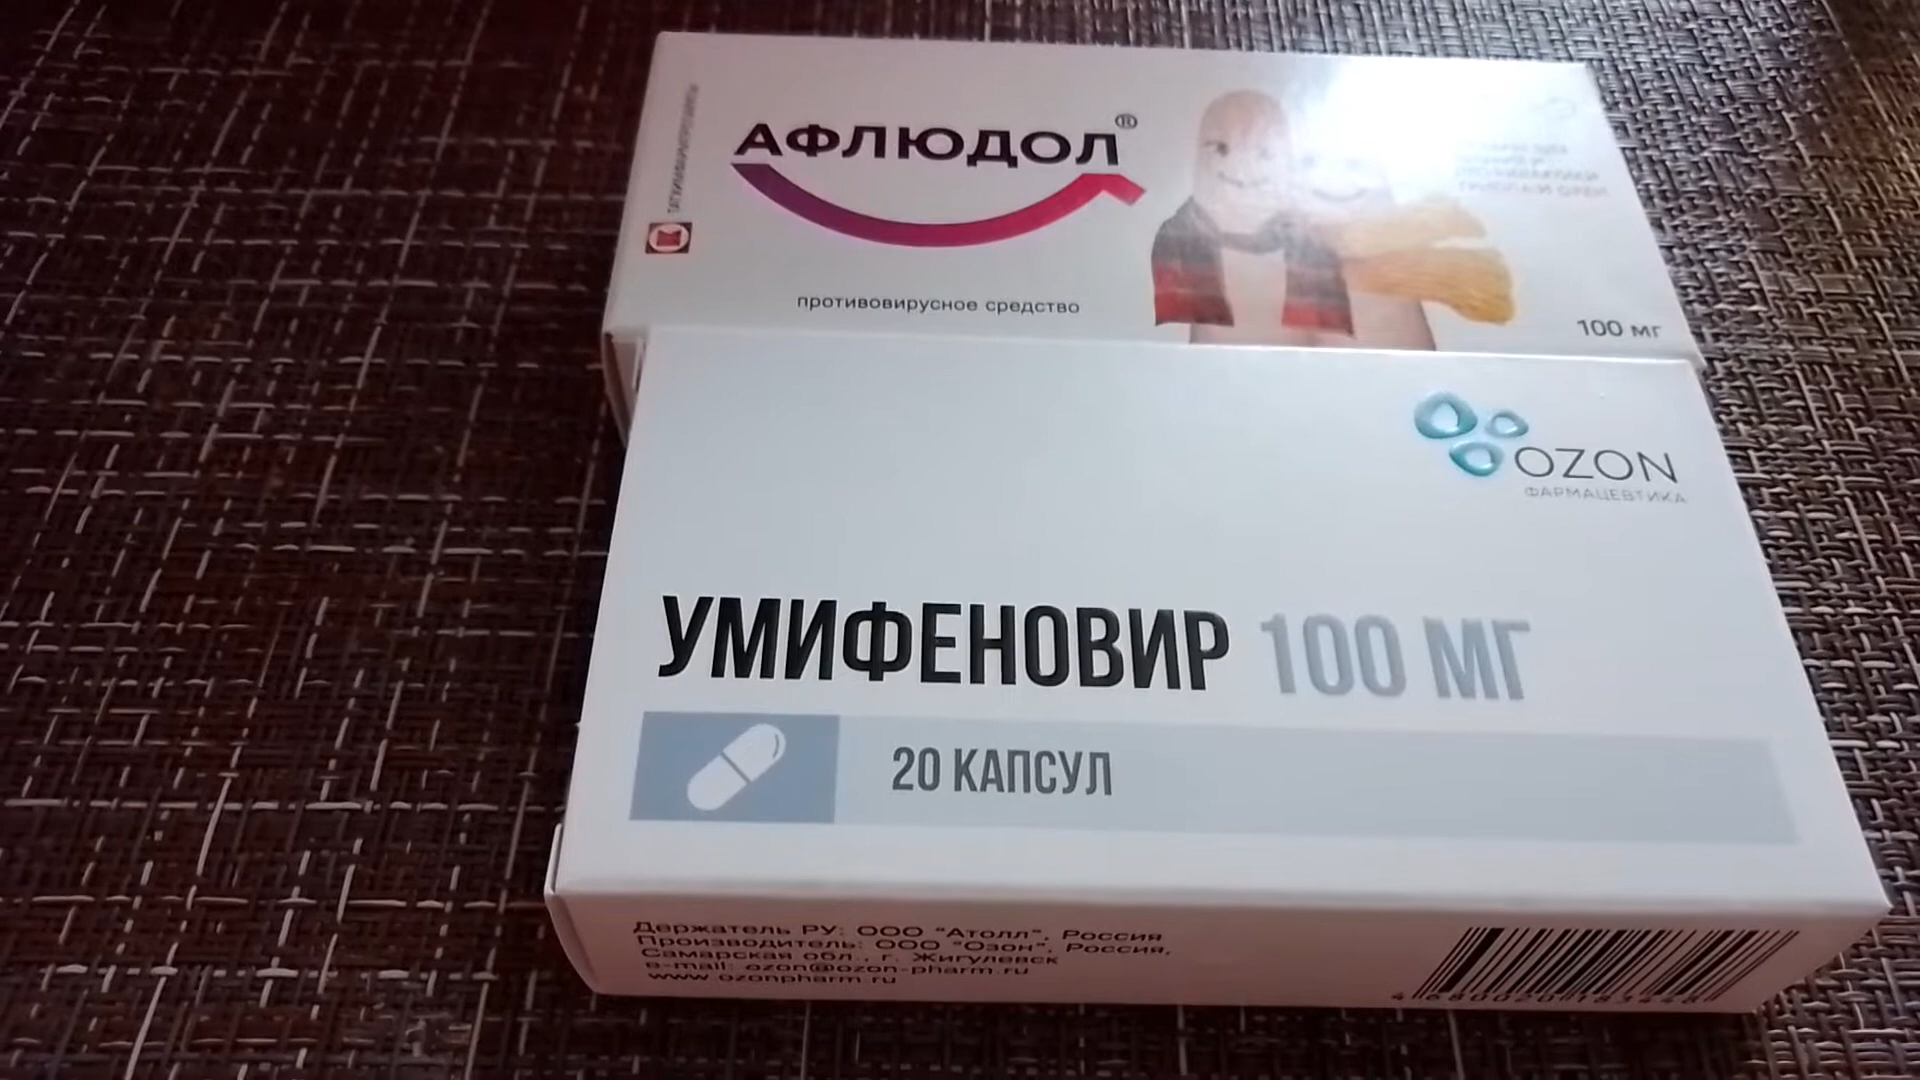 ТАТХИМФАРМПРЕПАРАТЫ
АФЛЮДОЛ®
противовирусное средство
100 мг
OZON
ФАРМАЦЕВТИКА
УМИФЕНОВИР 100 МГ
20 КАПСУЛ
Держатель РУ: ООО "Атолл", Россия
Производитель: ООО "Озон", Россия,
Самарская обл., г. Жигулевск
e-mail: ozon@ozon-pharm.ru
www.ozonpharm.ru